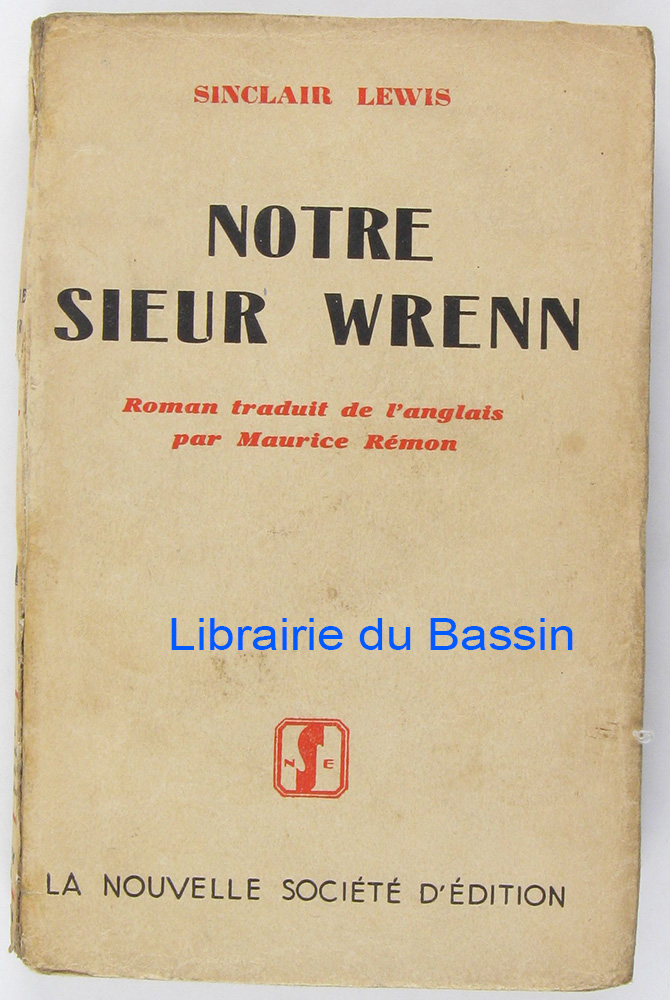 SINCLAIR LEWIS
NOTRE
SIEUR WRENN
Roman traduit de l'anglais
par Maurice Rémon
Librairie du Bassin
N S E
LA NOUVELLE SOCIÉTÉ D'ÉDITION